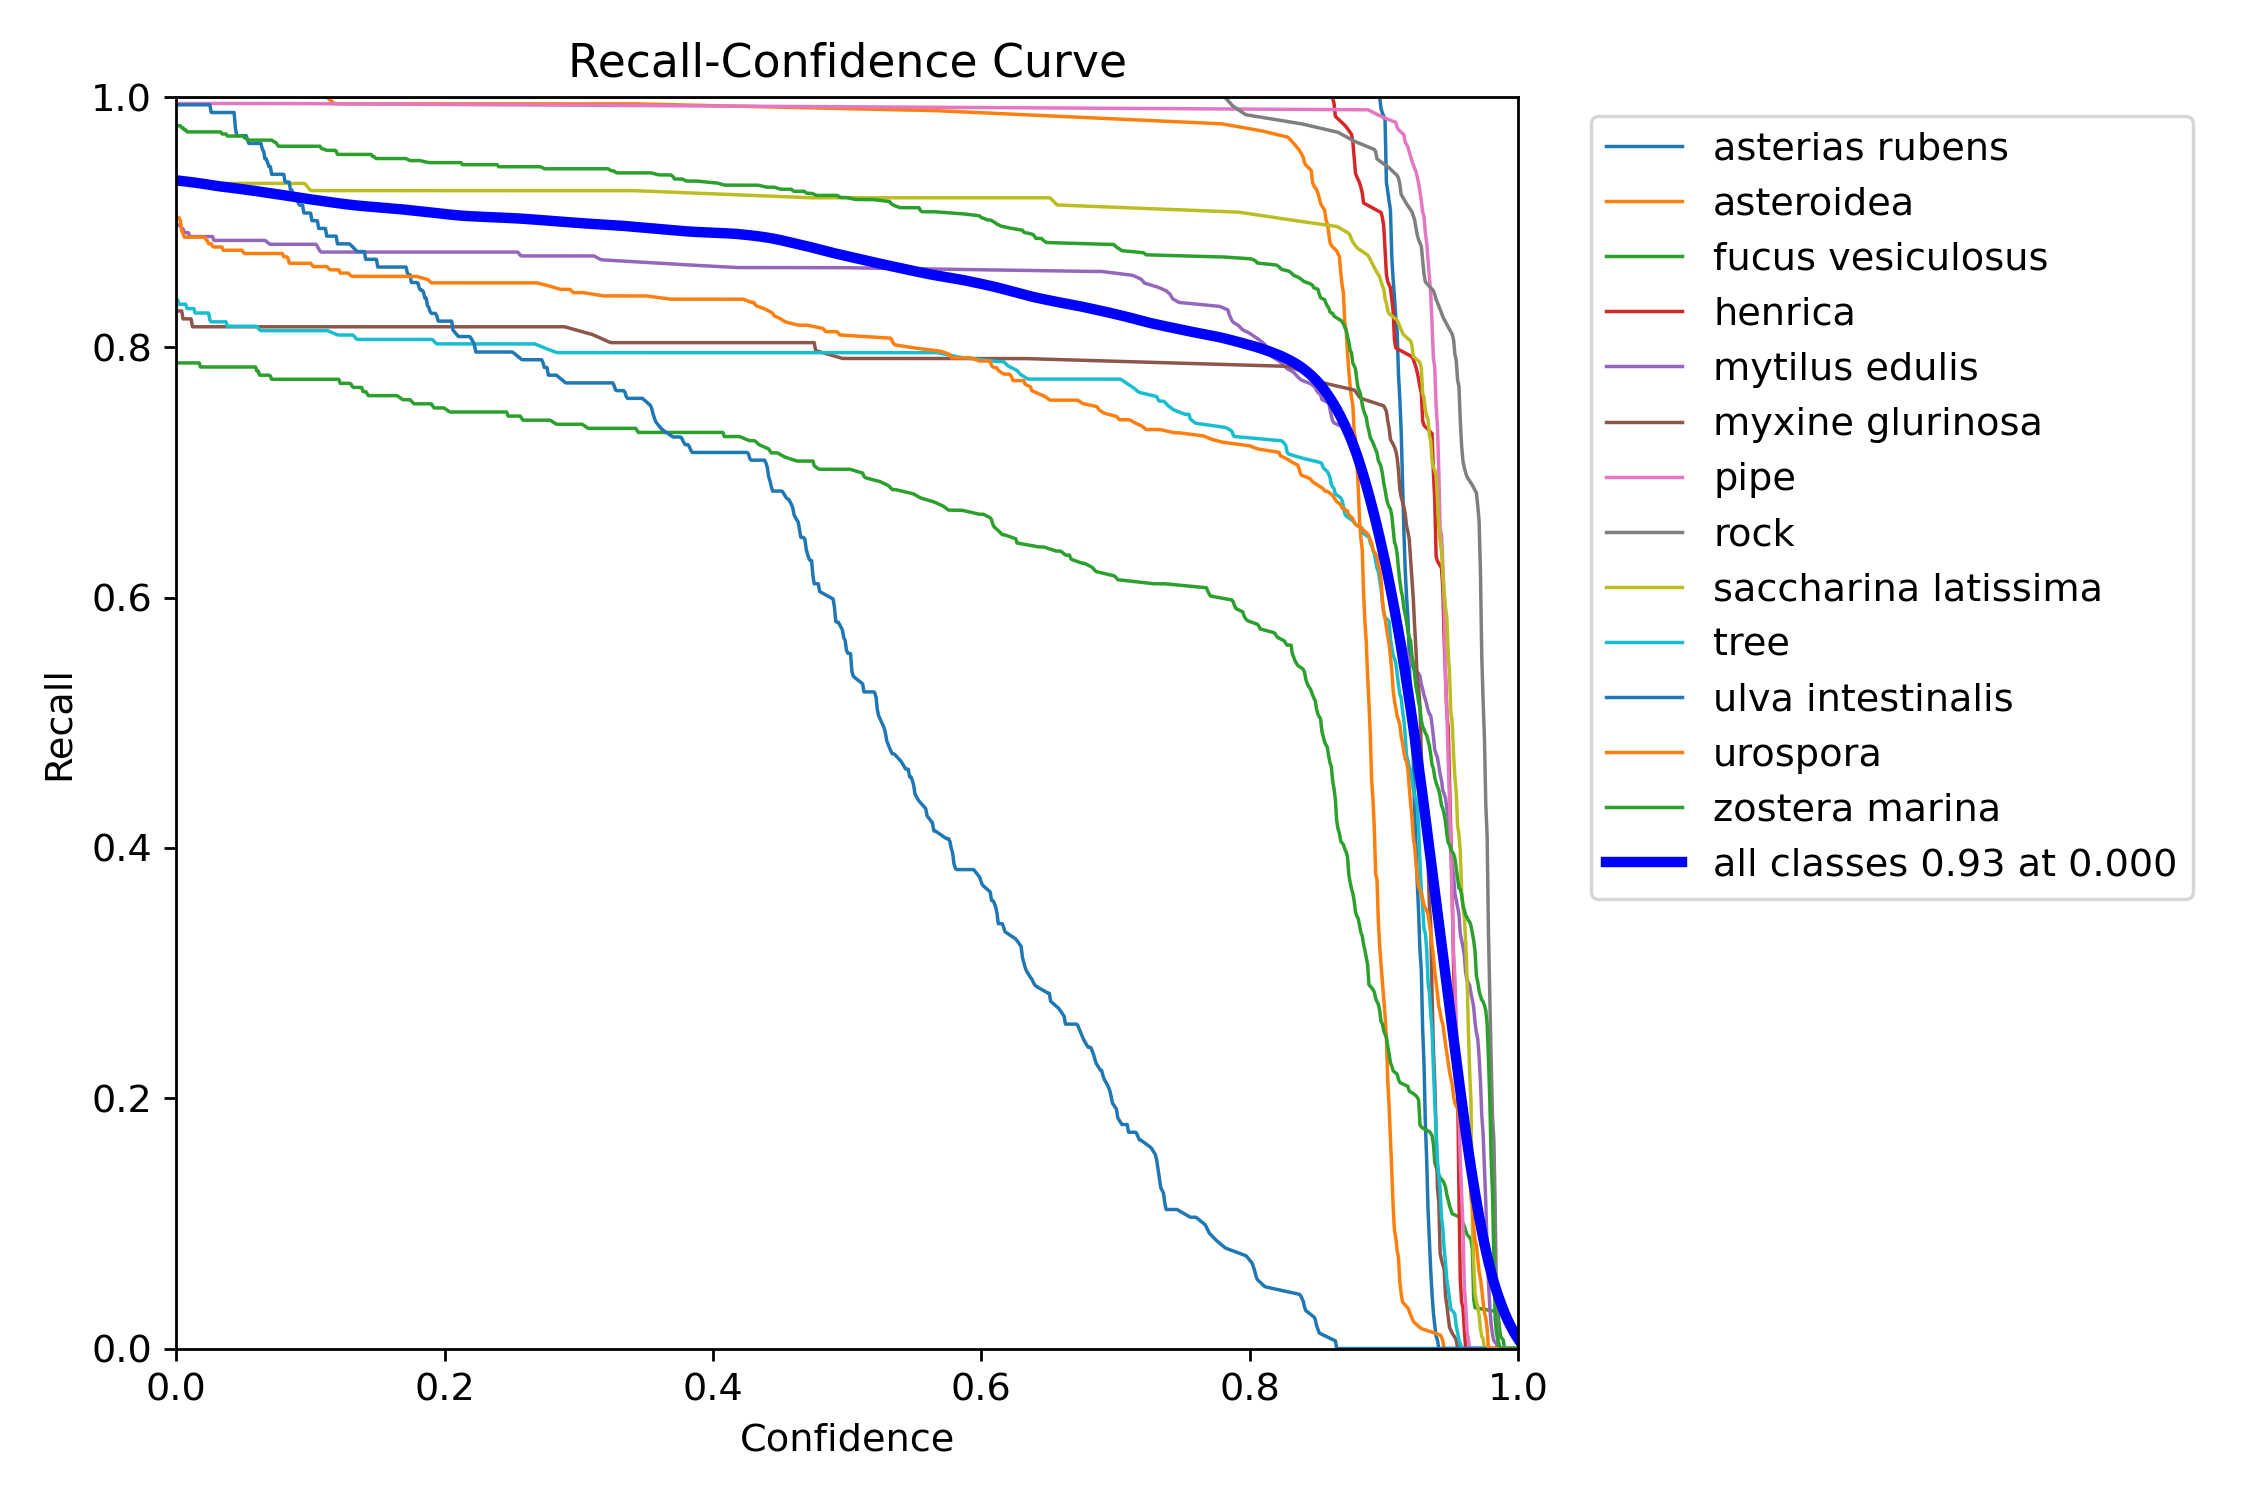 Recall-Confidence Curve
1.0
0.8
0.6
0.4
0.2
0.0
Recall
0.0 0.2 0.4 0.6 0.8 1.0
Confidence
asterias rubens
asteroidea
fucus vesiculosus
henrica
mytilus edulis
myxine glurinosa
pipe
rock
saccharina latissima
tree
ulva intestinalis
urospora
zostera marina
all classes 0.93 at 0.000